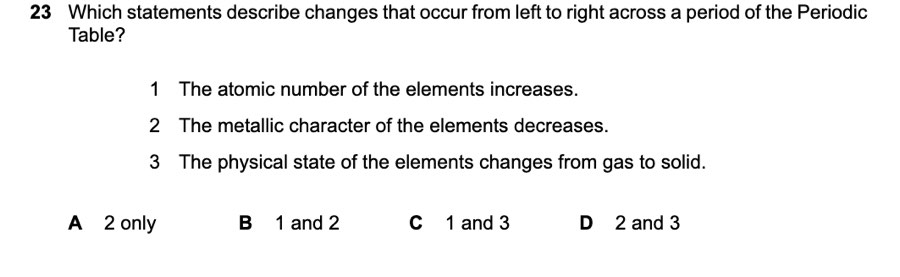 23 Which statements describe changes that occur from left to right across a period of the Periodic
Table?
1 The atomic number of the elements increases.
2 The metallic character of the elements decreases.
3 The physical state of the elements changes from gas to solid.
A 2 only B 1 and 2 C 1 and 3 D 2 and 3